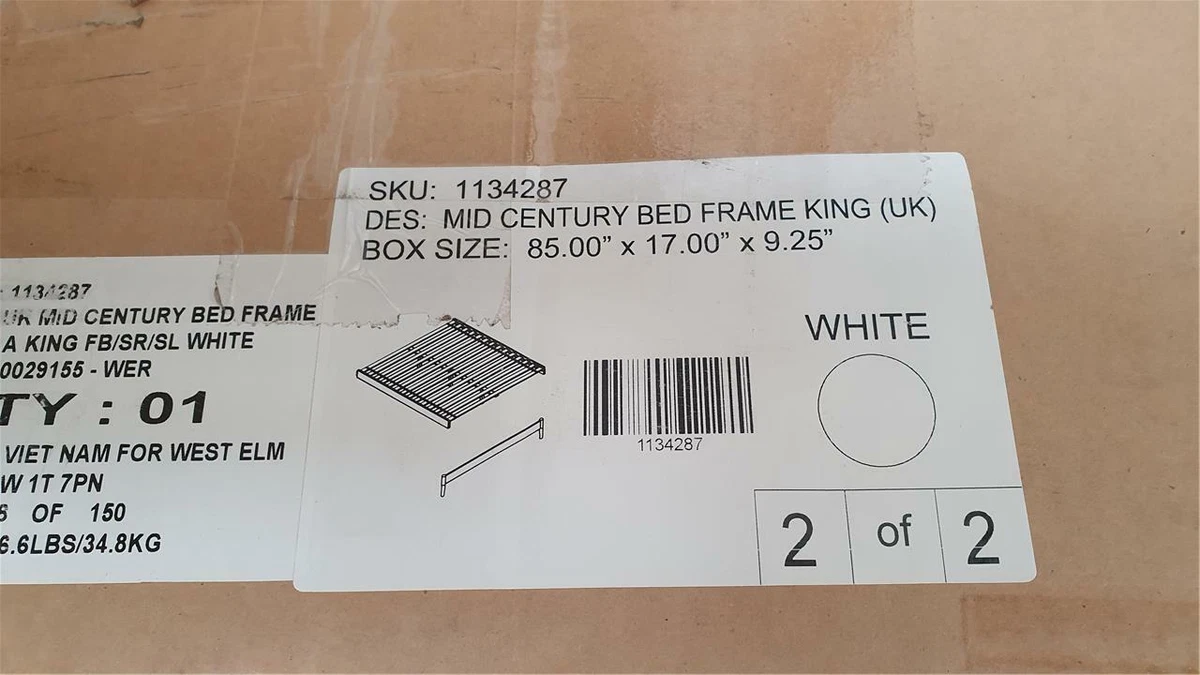 SKU: 1134287
DES: MID CENTURY BED FRAME KING (UK)
BOX SIZE: 85.00” x 17.00” x 9.25”
WHITE
1134287
2 of 2
: 1134287
UK MID CENTURY BED FRAME
A KING FB/SR/SL WHITE
0029155 - WER
TY : 01
VIET NAM FOR WEST ELM
W 1T 7PN
OF 150
6.6LBS/34.8KG